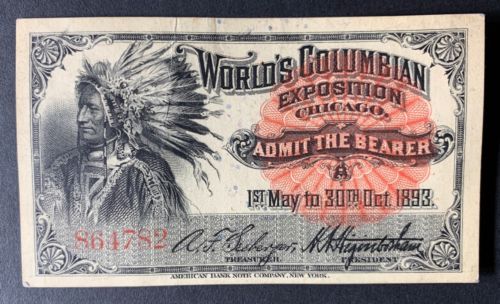 WORLD'S COLUMBIAN
EXPOSITION
CHICAGO.
ADMIT THE BEARER
A
1ST May to 30TH Oct. 1893.
864782
TREASURER
PRESIDENT
AMERICAN BANK NOTE COMPANY, NEW YORK.